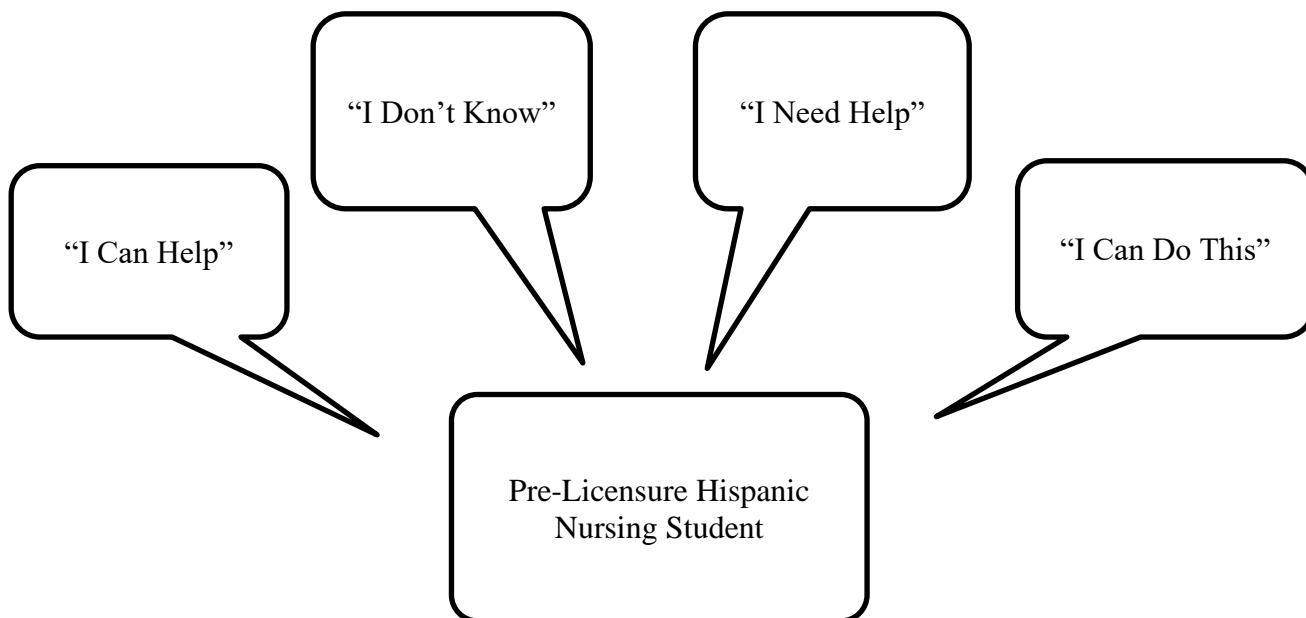 “I Don’t Know”
“I Need Help”
“I Can Help”
“I Can Do This”
Pre-Licensure Hispanic
Nursing Student